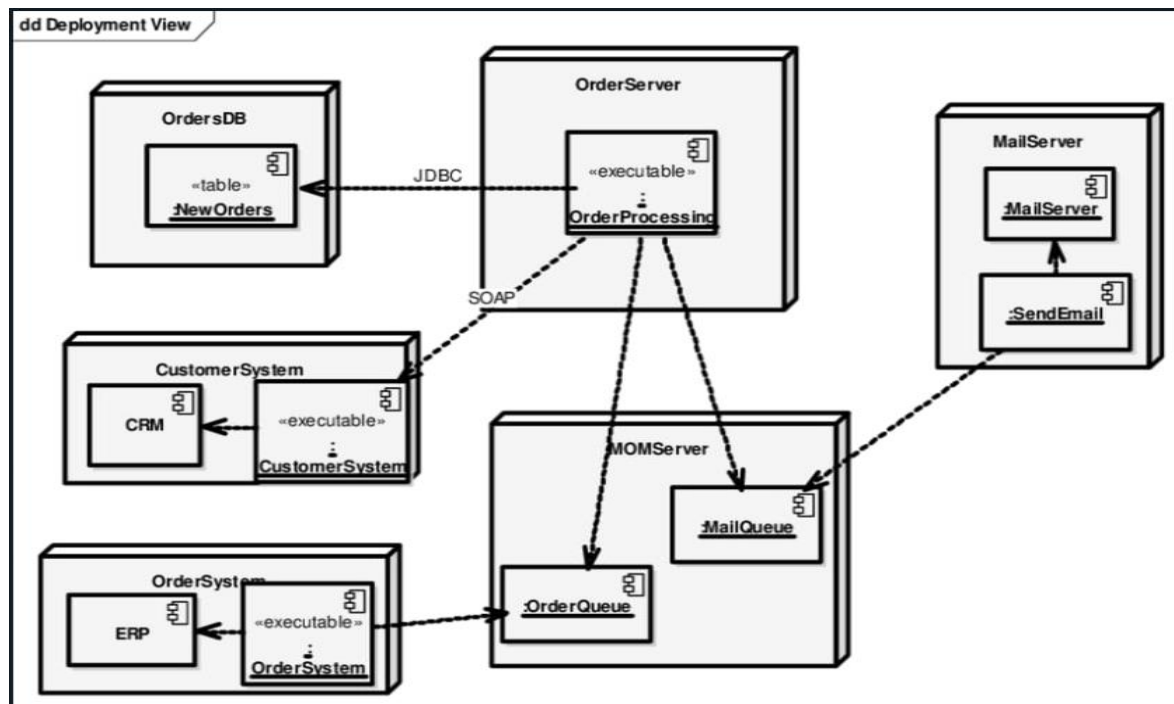 dd Deployment View
OrdersDB
«table»
:NewOrders
JDBC
OrderServer
«executable»
:
OrderProcessing
MailServer
:MailServer
:SendEmail
SOAP
CustomerSystem
CRM
«executable»
:
CustomerSystem
MOMServer
:MailQueue
:OrderQueue
OrderSystem
ERP
«executable»
:
OrderSystem